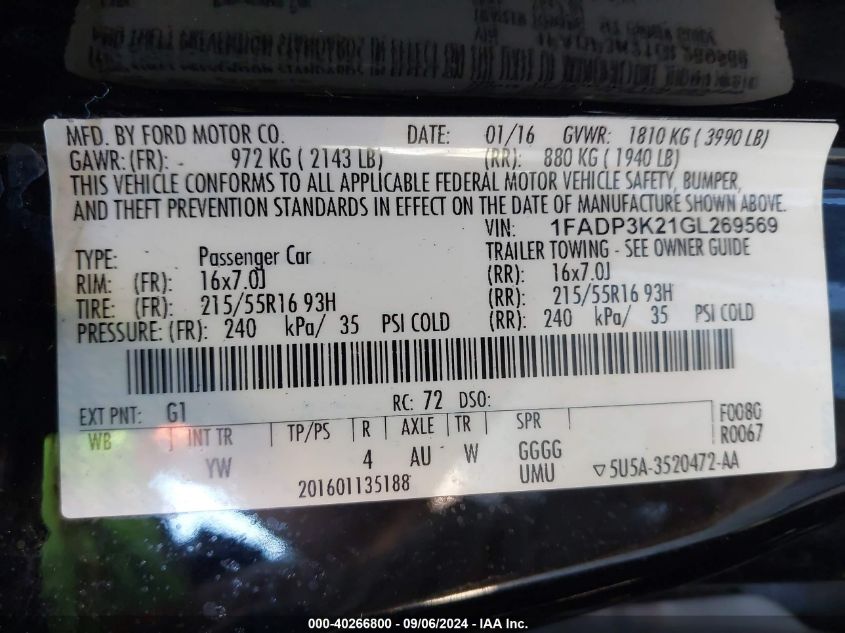 MFD. BY FORD MOTOR CO. DATE: 01/16 GVWR: 1810 KG ( 3990 LB)
GAWR: (FR): - 972 KG ( 2143 LB) (RR): 880 KG ( 1940 LB)
THIS VEHICLE CONFORMS TO ALL APPLICABLE FEDERAL MOTOR VEHICLE SAFETY, BUMPER,
AND THEFT PREVENTION STANDARDS IN EFFECT ON THE DATE OF MANUFACTURE SHOWN ABOVE.
VIN: 1FADP3K21GL269569
TYPE: Passenger Car TRAILER TOWING - SEE OWNER GUIDE
RIM: (FR): 16x7.0J (RR): 16x7.0J
TIRE: (FR): 215/55R16 93H (RR): 215/55R16 93H
PRESSURE: (FR): 240 kPa/ 35 PSI COLD (RR): 240 kPa/ 35 PSI COLD
EXT PNT: G1 RC: 72 DSO: F0080
WB INT TR TP/PS R AXLE TR SPR R0067
YW 4 AU W GGGG
201601135188 UMU ▽5U5A-3520472-AA
000-40266800 - 09/06/2024 - IAA Inc.